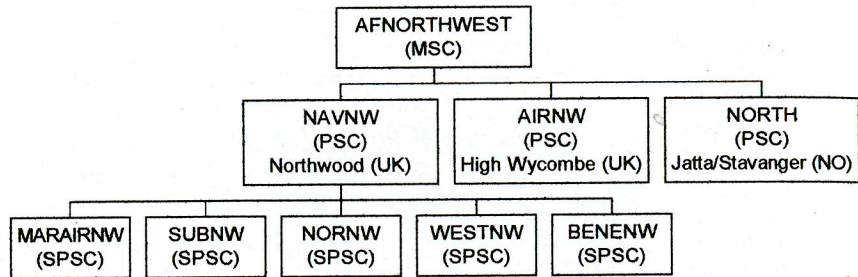 AFNORTHWEST
(MSC)
NAVNW
(PSC)
Northwood (UK)
AIRNW
(PSC)
High Wycombe (UK)
NORTH
(PSC)
Jatta/Stavanger (NO)
MARAIRNW
(SPSC)
SUBNW
(SPSC)
NORNW
(SPSC)
WESTNW
(SPSC)
BENENW
(SPSC)